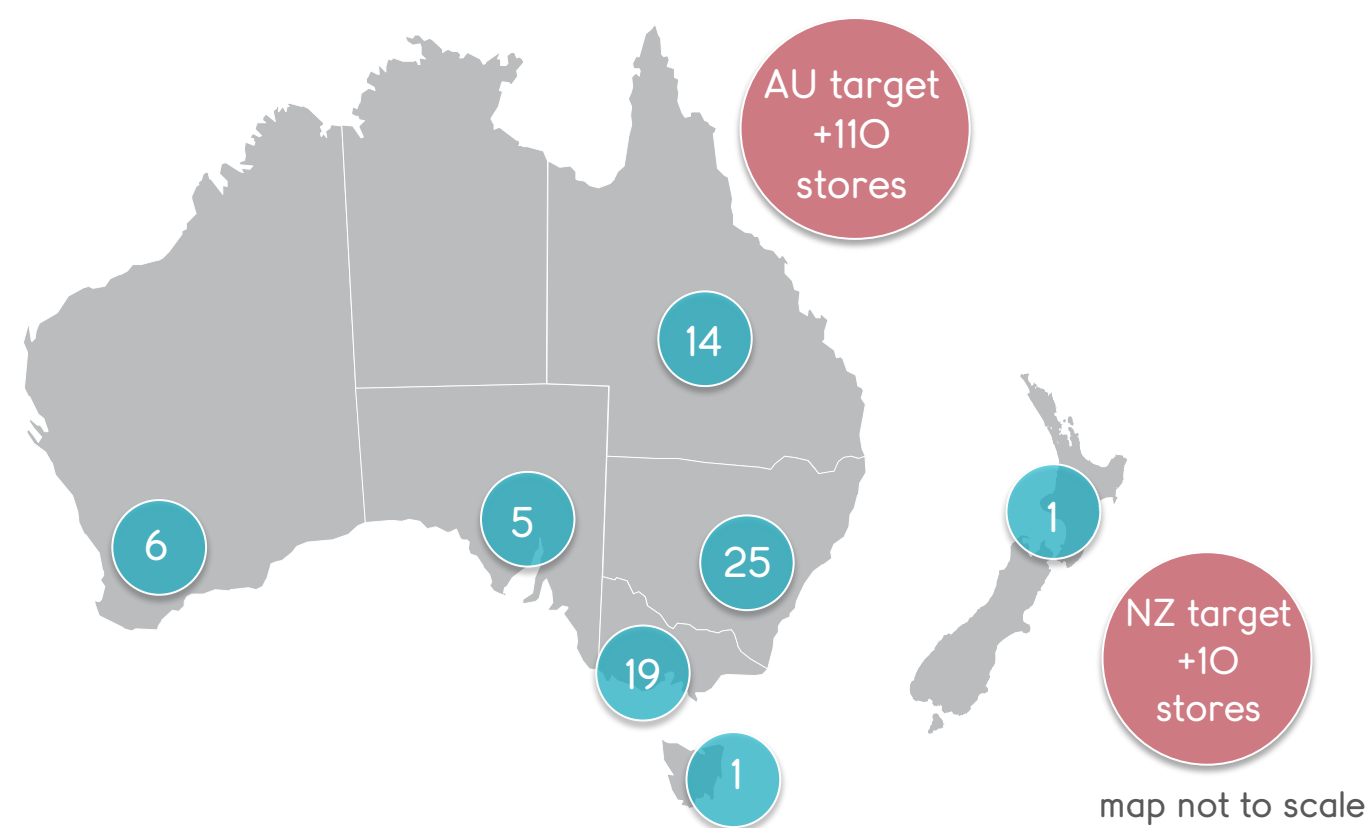 AU target
+110
stores
14
6
5
25
1
19
1
NZ target
+10
stores
map not to scale